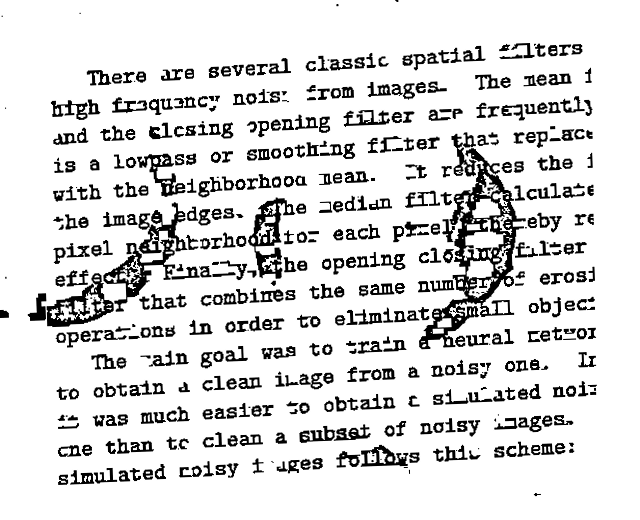 There are several classic spatial filters
high frequency noise from images. The mean
and the closing opening filter are frequently
is a lowpass or smoothing filter that replace
with the neighborhood mean. It reduces the
the image edges. The median filter calculate
pixel neighborhood for each pixel thereby re
effect. Finally, the opening closing filter
filter that combines the same number of erosi
operations in order to eliminate small objec
The main goal was to train a neural networ
to obtain a clean image from a noisy one. In
it was much easier to obtain a simulated nois
one than to clean a subset of noisy images.
simulated noisy images follows this scheme: